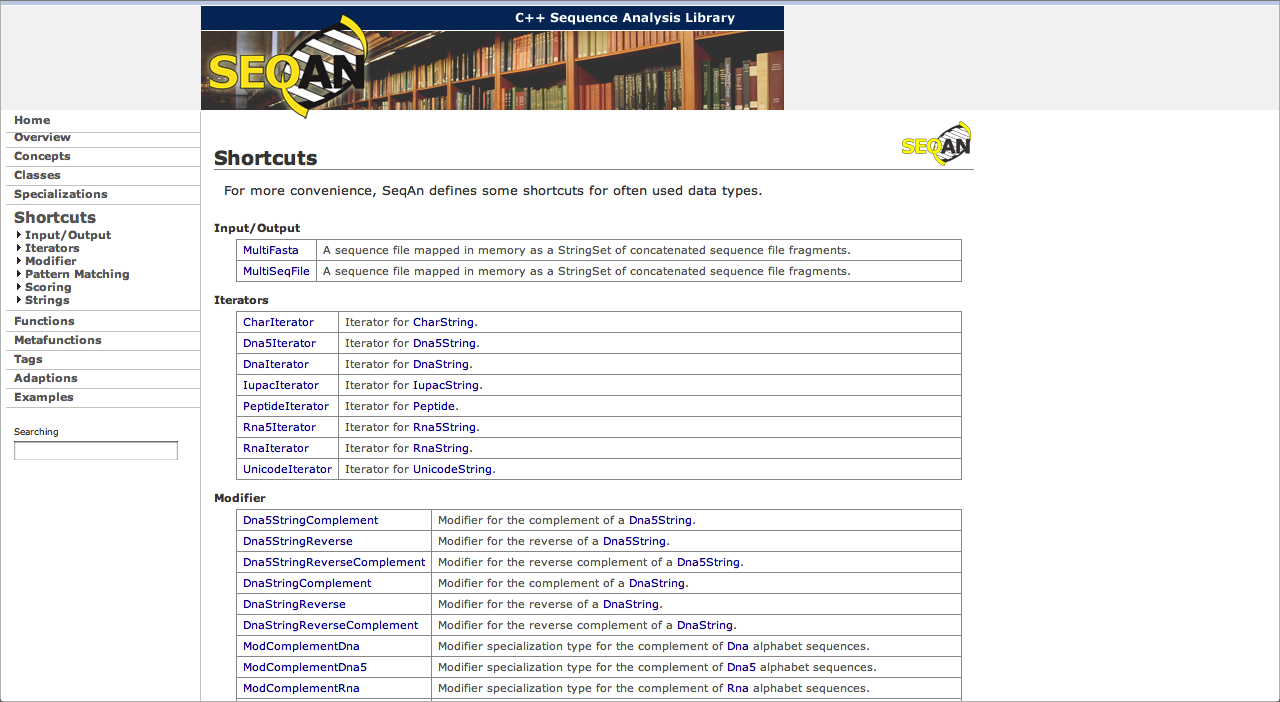 C++ Sequence Analysis Library
SEQAN
Home
Overview
Concepts
Classes
Specializations
Shortcuts
Input/Output
Iterators
Modifier
Pattern Matching
Scoring
Strings
Functions
Metafunctions
Tags
Adaptions
Examples
Searching
SEQAN
Shortcuts
For more convenience, SeqAn defines some shortcuts for often used data types.
Input/Output
MultiFasta A sequence file mapped in memory as a StringSet of concatenated sequence file fragments.
MultiSeqFile A sequence file mapped in memory as a StringSet of concatenated sequence file fragments.
Iterators
CharIterator Iterator for CharString.
Dna5Iterator Iterator for Dna5String.
DnaIterator Iterator for DnaString.
IupacIterator Iterator for IupacString.
PeptideIterator Iterator for Peptide.
Rna5Iterator Iterator for Rna5String.
RnaIterator Iterator for RnaString.
UnicodeIterator Iterator for UnicodeString.
Modifier
Dna5StringComplement Modifier for the complement of a Dna5String.
Dna5StringReverse Modifier for the reverse of a Dna5String.
Dna5StringReverseComplement Modifier for the reverse complement of a Dna5String.
DnaStringComplement Modifier for the complement of a DnaString.
DnaStringReverse Modifier for the reverse of a DnaString.
DnaStringReverseComplement Modifier for the reverse complement of a DnaString.
ModComplementDna Modifier specialization type for the complement of Dna alphabet sequences.
ModComplementDna5 Modifier specialization type for the complement of Dna5 alphabet sequences.
ModComplementRna Modifier specialization type for the complement of Rna alphabet sequences.